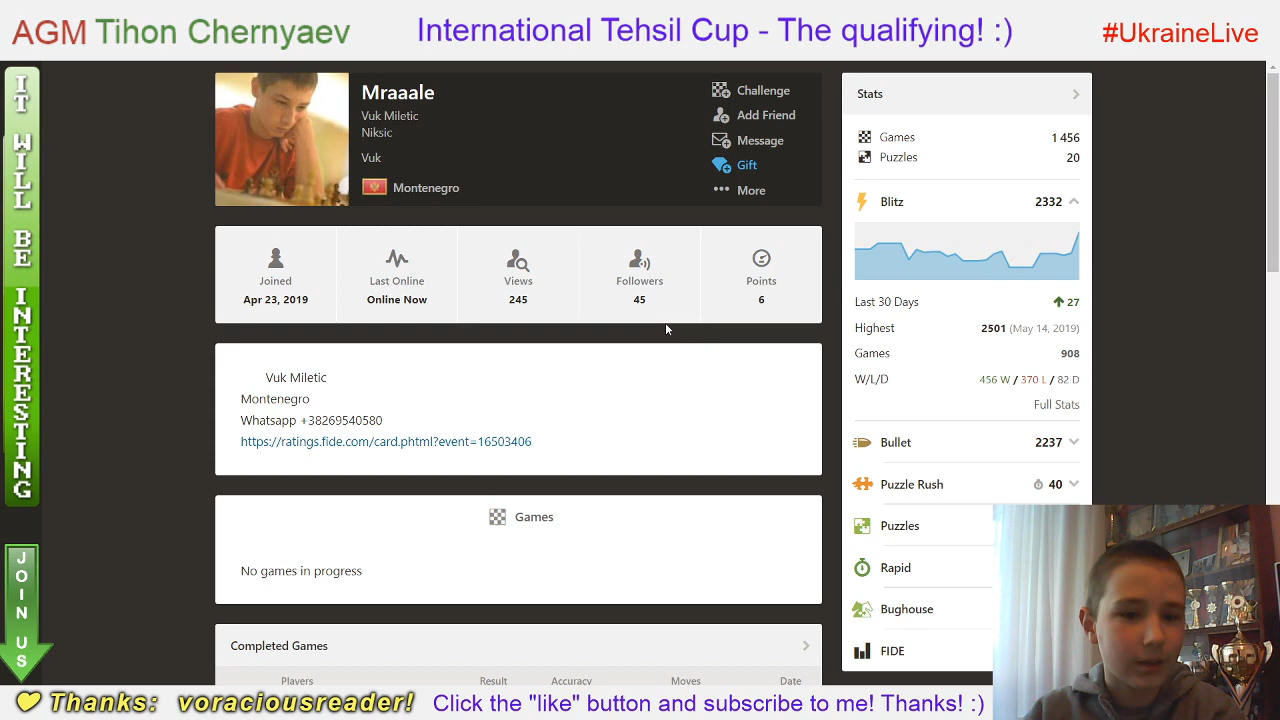 AGM Tihon Chernyaev
International Tehsil Cup - The qualifying! :)
#UkraineLive
IT WILL BE INTERESTING
JOIN US
Mraaale
Vuk Miletic
Niksic
Vuk
Montenegro
Challenge
Add Friend
Message
Gift
More
Joined
Apr 23, 2019
Last Online
Online Now
Views
245
Followers
45
Points
6
Vuk Miletic
Montenegro
Whatsapp +38269540580
https://ratings.fide.com/card.phtml?event=16503406
Games
No games in progress
Completed Games
Players Result Accuracy Moves Date
Stats
Games 1 456
Puzzles 20
Blitz 2332
Last 30 Days 27
Highest 2501 (May 14, 2019)
Games 908
W/L/D 456 W / 370 L / 82 D
Full Stats
Bullet 2237
Puzzle Rush 40
Puzzles
Rapid
Bughouse
FIDE
Thanks: voraciousreader!
Click the "like" button and subscribe to me! Thanks! :)